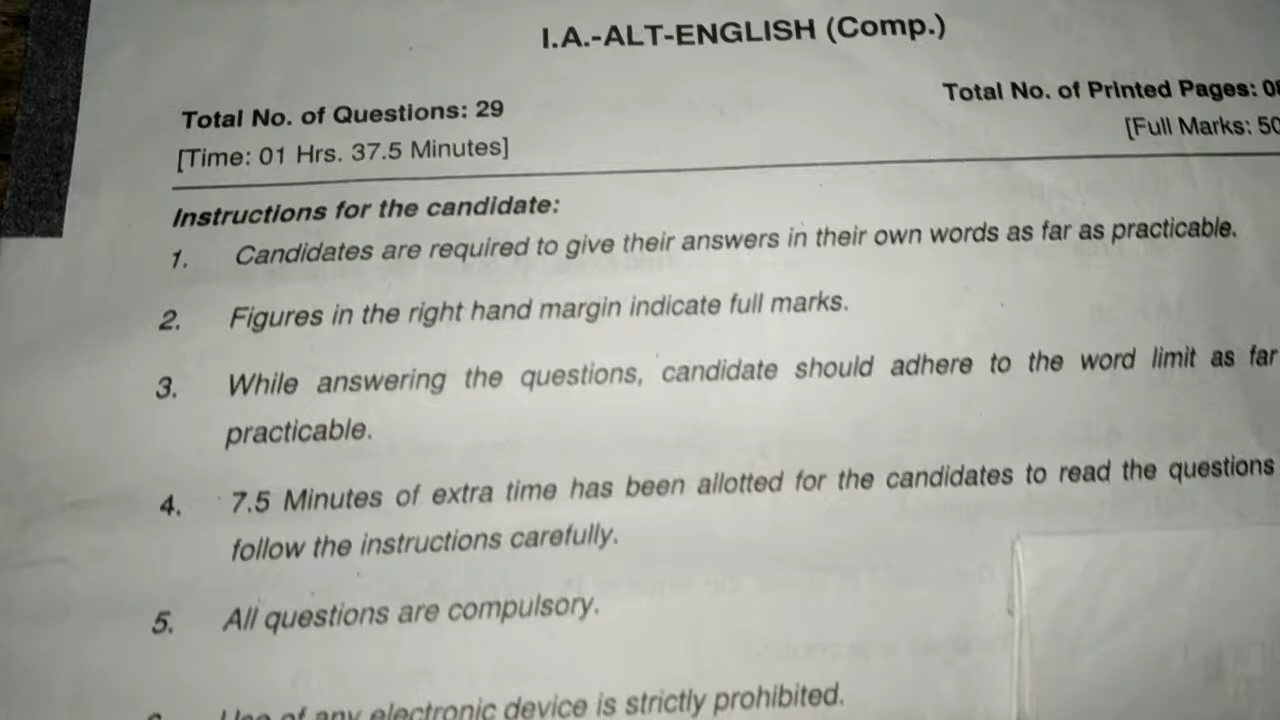 I.A.-ALT-ENGLISH (Comp.)
Total No. of Questions: 29
Total No. of Printed Pages: 08
[Time: 01 Hrs. 37.5 Minutes]
[Full Marks: 50
Instructions for the candidate:
1. Candidates are required to give their answers in their own words as far as practicable.
2. Figures in the right hand margin indicate full marks.
3. While answering the questions, candidate should adhere to the word limit as far
practicable.
4. 7.5 Minutes of extra time has been allotted for the candidates to read the questions
follow the instructions carefully.
5. All questions are compulsory.
Use of any electronic device is strictly prohibited.